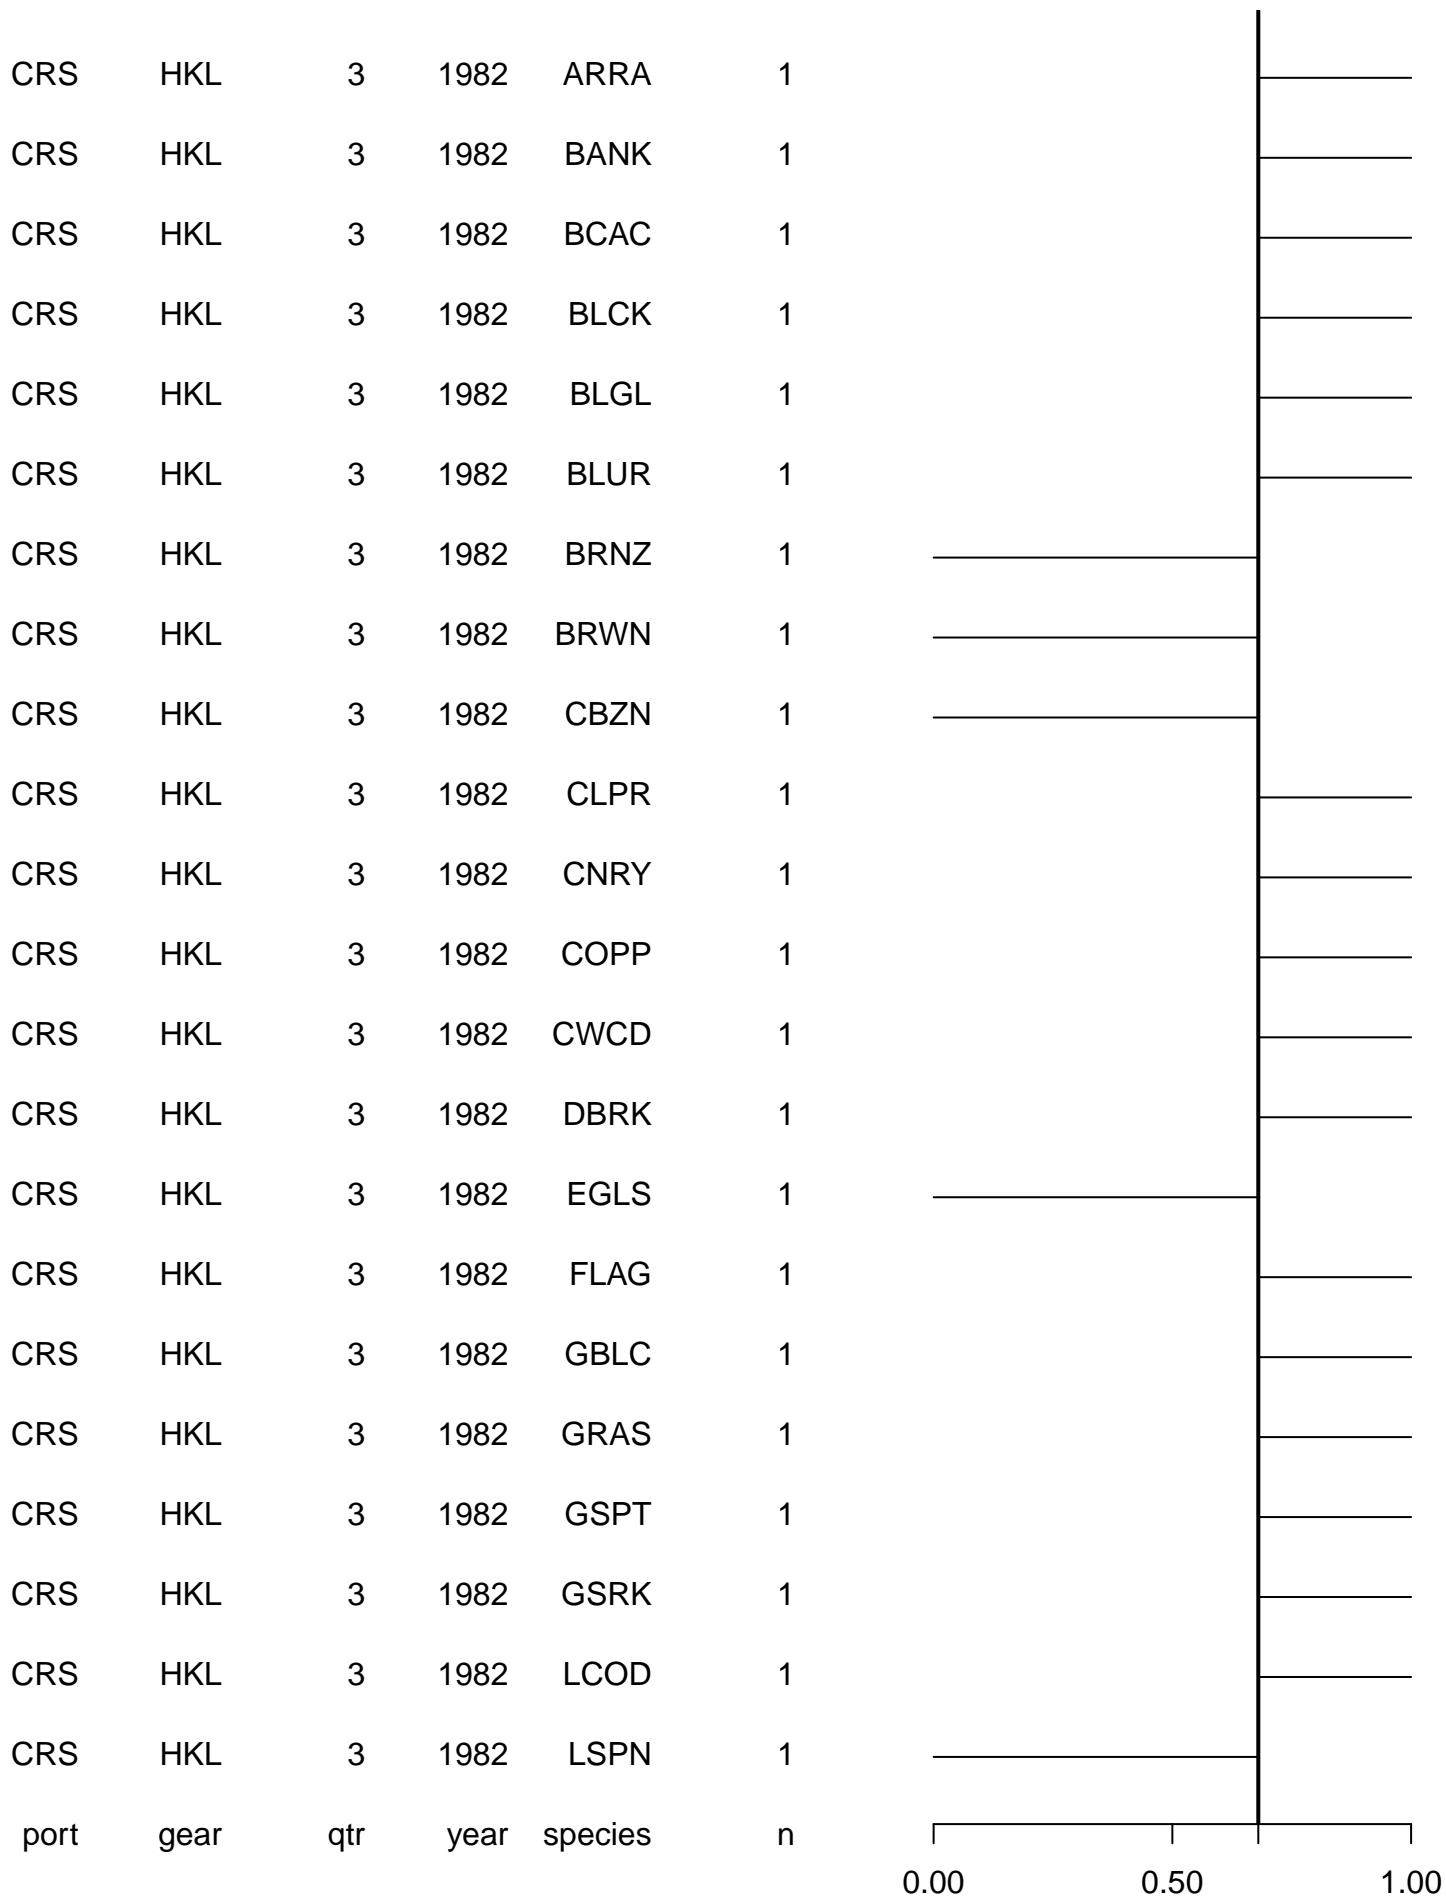 CRS HKL 3 1982 ARRA 1
CRS HKL 3 1982 BANK 1
CRS HKL 3 1982 BCAC 1
CRS HKL 3 1982 BLCK 1
CRS HKL 3 1982 BLGL 1
CRS HKL 3 1982 BLUR 1
CRS HKL 3 1982 BRNZ 1
CRS HKL 3 1982 BRWN 1
CRS HKL 3 1982 CBZN 1
CRS HKL 3 1982 CLPR 1
CRS HKL 3 1982 CNRY 1
CRS HKL 3 1982 COPP 1
CRS HKL 3 1982 CWCD 1
CRS HKL 3 1982 DBRK 1
CRS HKL 3 1982 EGLS 1
CRS HKL 3 1982 FLAG 1
CRS HKL 3 1982 GBLC 1
CRS HKL 3 1982 GRAS 1
CRS HKL 3 1982 GSPT 1
CRS HKL 3 1982 GSRK 1
CRS HKL 3 1982 LCOD 1
CRS HKL 3 1982 LSPN 1
port gear qtr year species n
0.00 0.50 1.00